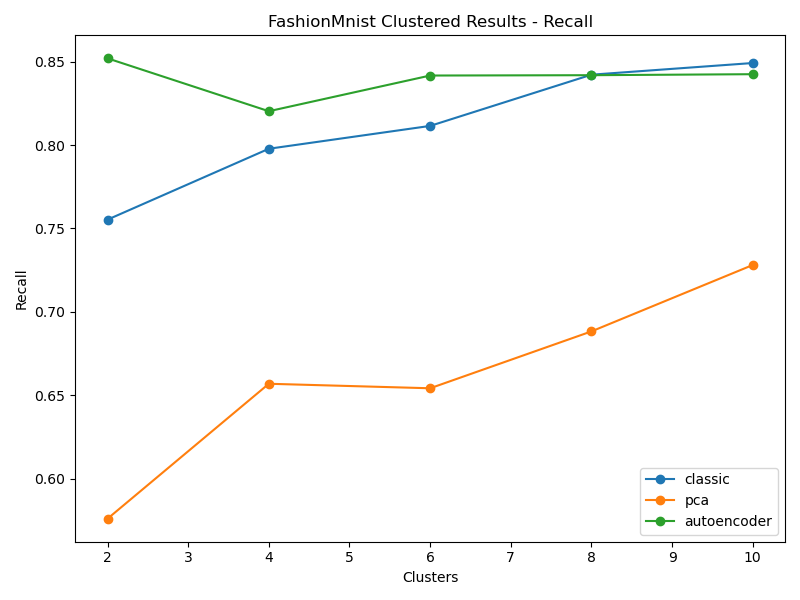 FashionMnist Clustered Results - Recall
0.85
0.80
0.75
0.70
0.65
0.60
Recall
2 3 4 5 6 7 8 9 10
Clusters
classic
pca
autoencoder